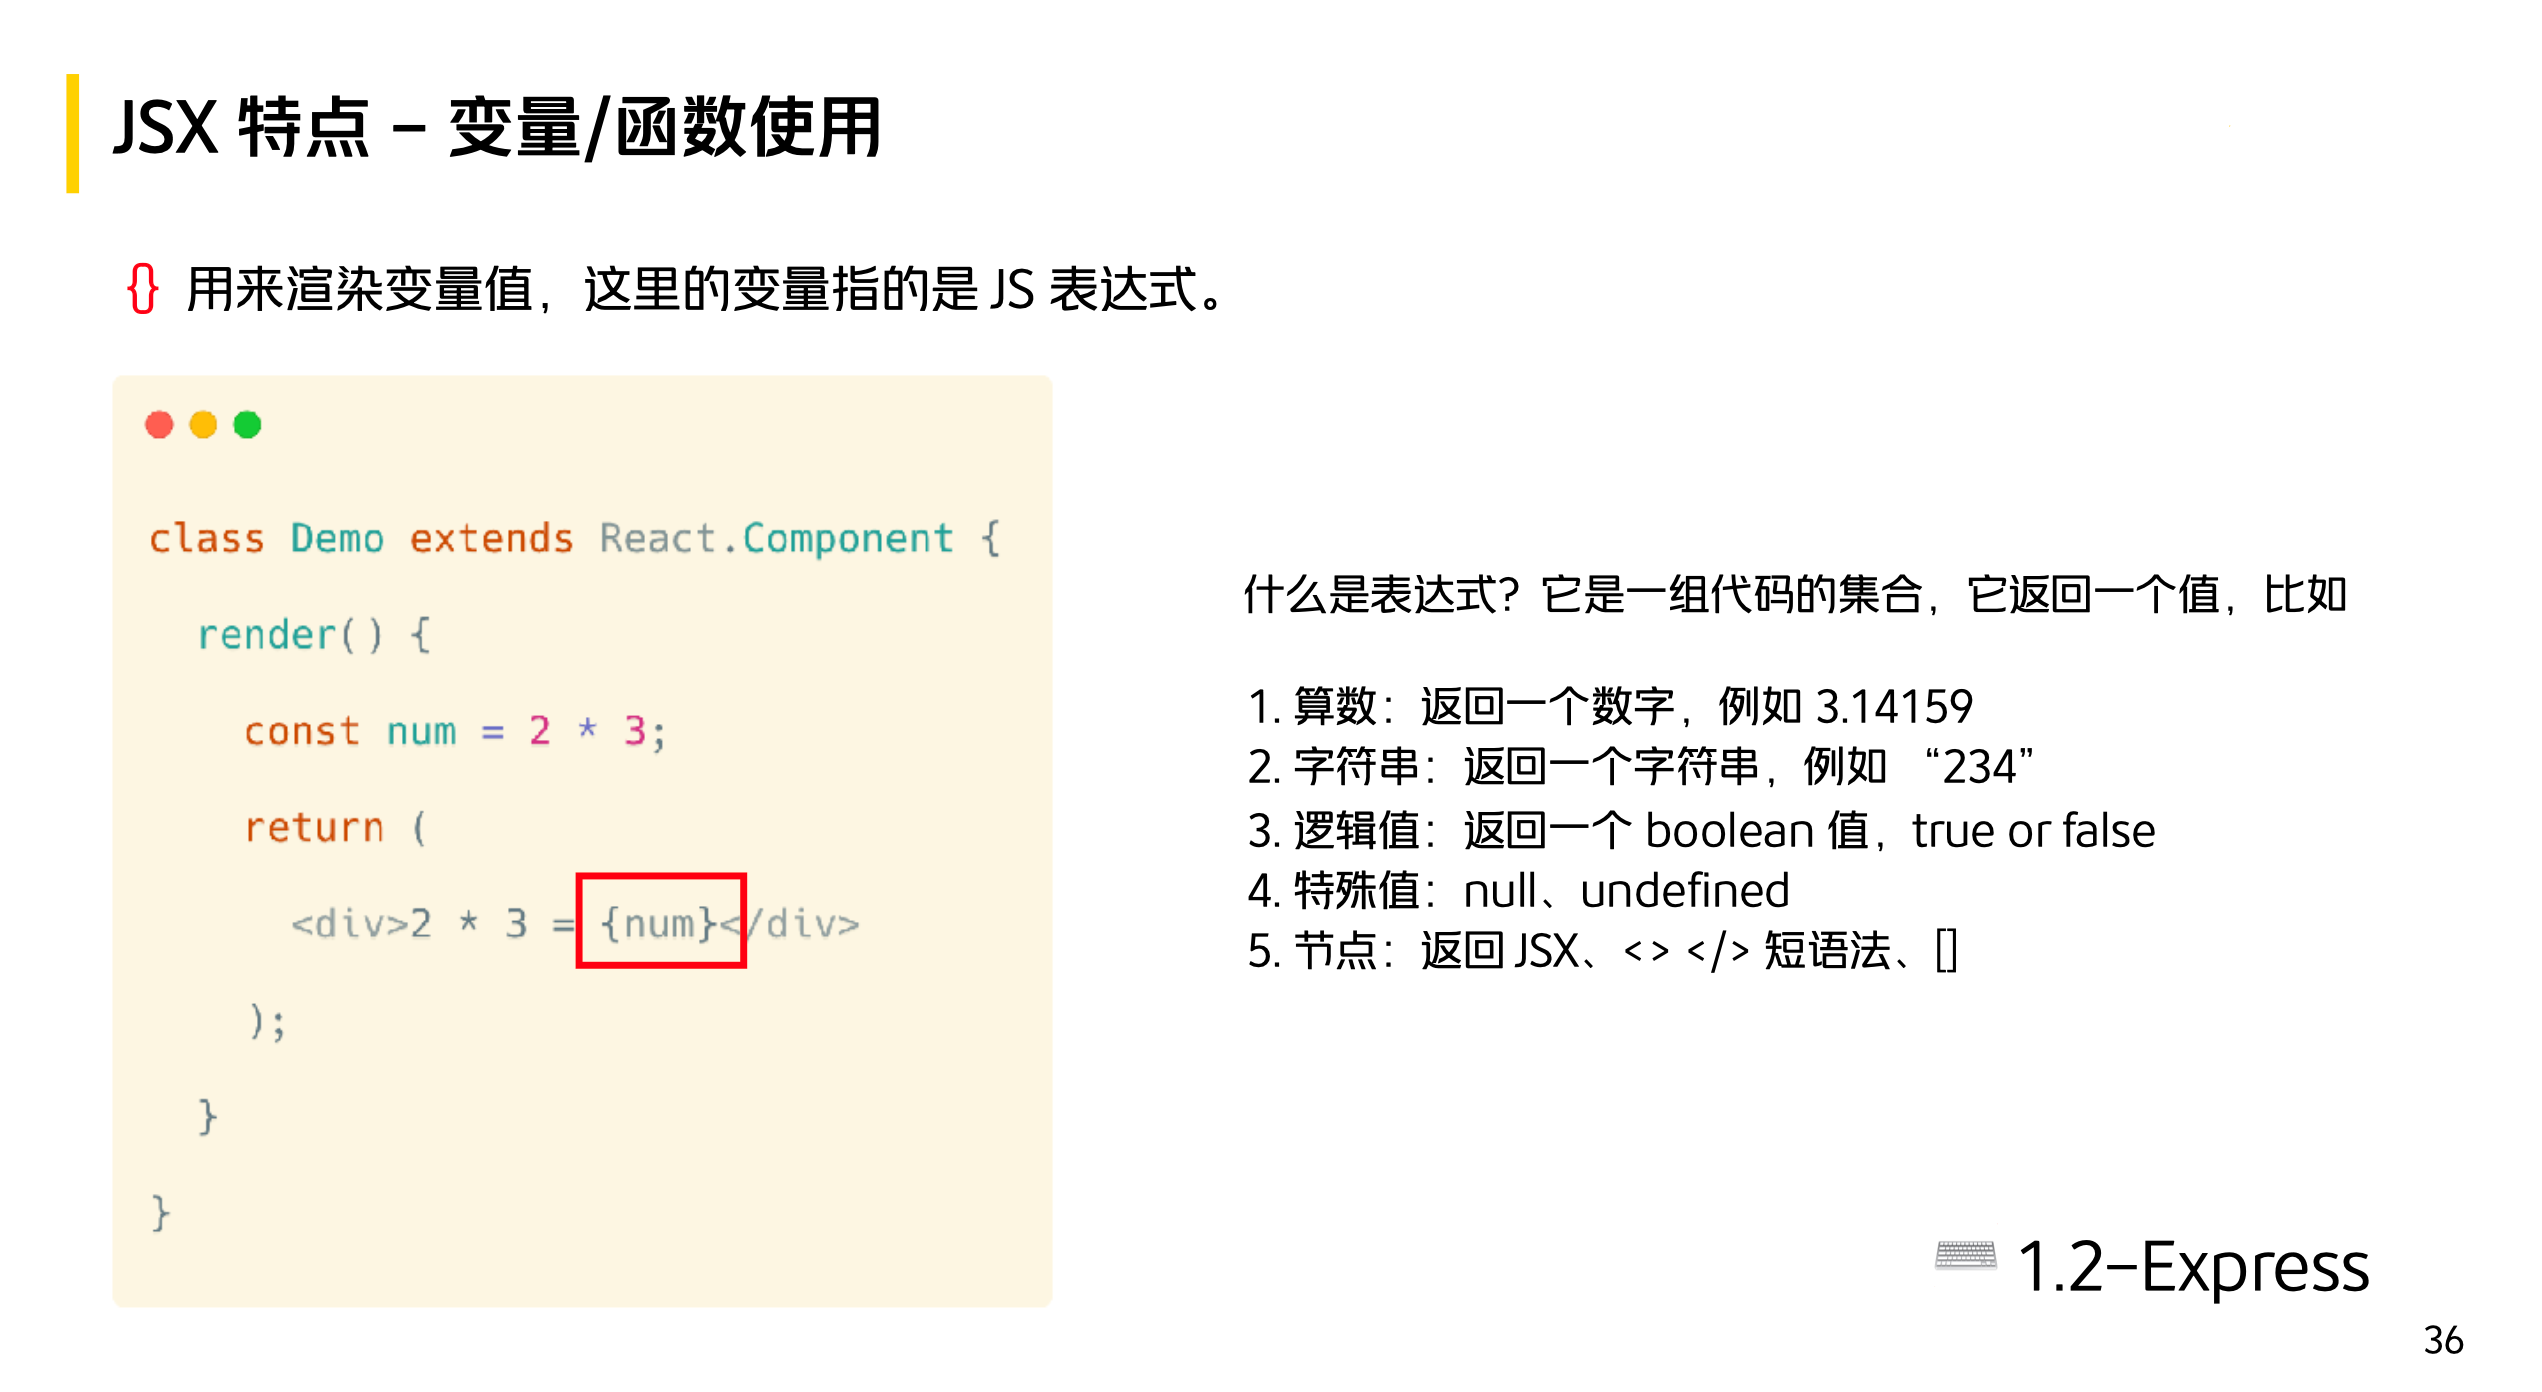 JSX 特点 – 变量/函数使用
{} 用来渲染变量值，这里的变量指的是 JS 表达式。
class Demo extends React.Component {
render() {
const num = 2 * 3;
return (
<div>2 * 3 = {num}</div>
);
}
}
什么是表达式？它是一组代码的集合，它返回一个值，比如
1. 算数：返回一个数字，例如 3.14159
2. 字符串：返回一个字符串，例如 “234”
3. 逻辑值：返回一个 boolean 值，true or false
4. 特殊值：null、undefined
5. 节点：返回 JSX、<> </> 短语法、[]
1.2–Express
36